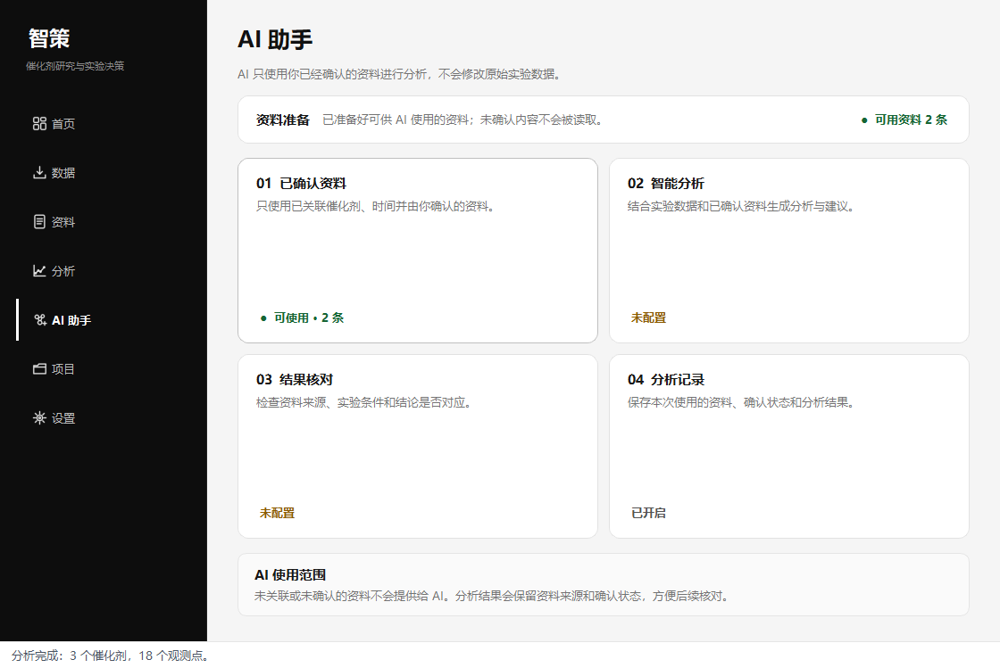 智策
催化剂研究与实验决策
首页
数据
资料
分析
AI 助手
项目
设置
AI 助手
AI 只使用你已经确认的资料进行分析，不会修改原始实验数据。
资料准备 已准备好可供 AI 使用的资料；未确认内容不会被读取。 ● 可用资料 2 条
01 已确认资料
只使用已关联催化剂、时间并由你确认的资料。
● 可使用 • 2 条
02 智能分析
结合实验数据和已确认资料生成分析与建议。
未配置
03 结果核对
检查资料来源、实验条件和结论是否对应。
未配置
04 分析记录
保存本次使用的资料、确认状态和分析结果。
已开启
AI 使用范围
未关联或未确认的资料不会提供给 AI。分析结果会保留资料来源和确认状态，方便后续核对。
分析完成：3 个催化剂，18 个观测点。